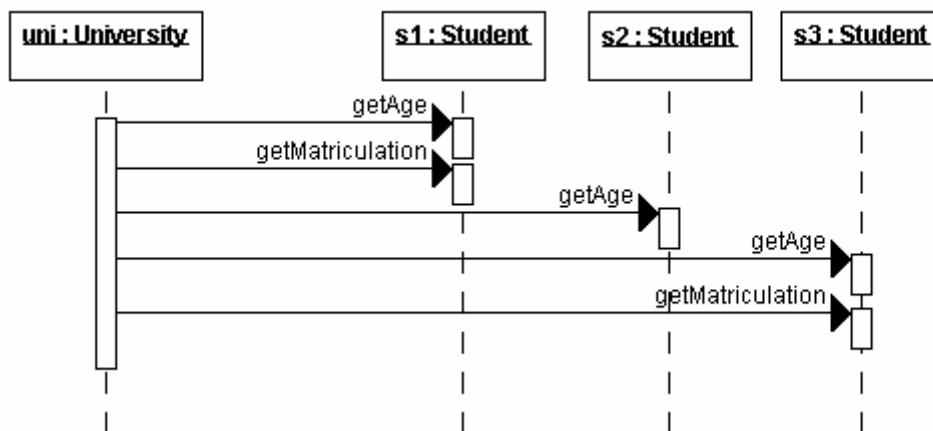 uni : University
s1 : Student
s2 : Student
s3 : Student
getAge
getMatriculation
getAge
getAge
getMatriculation